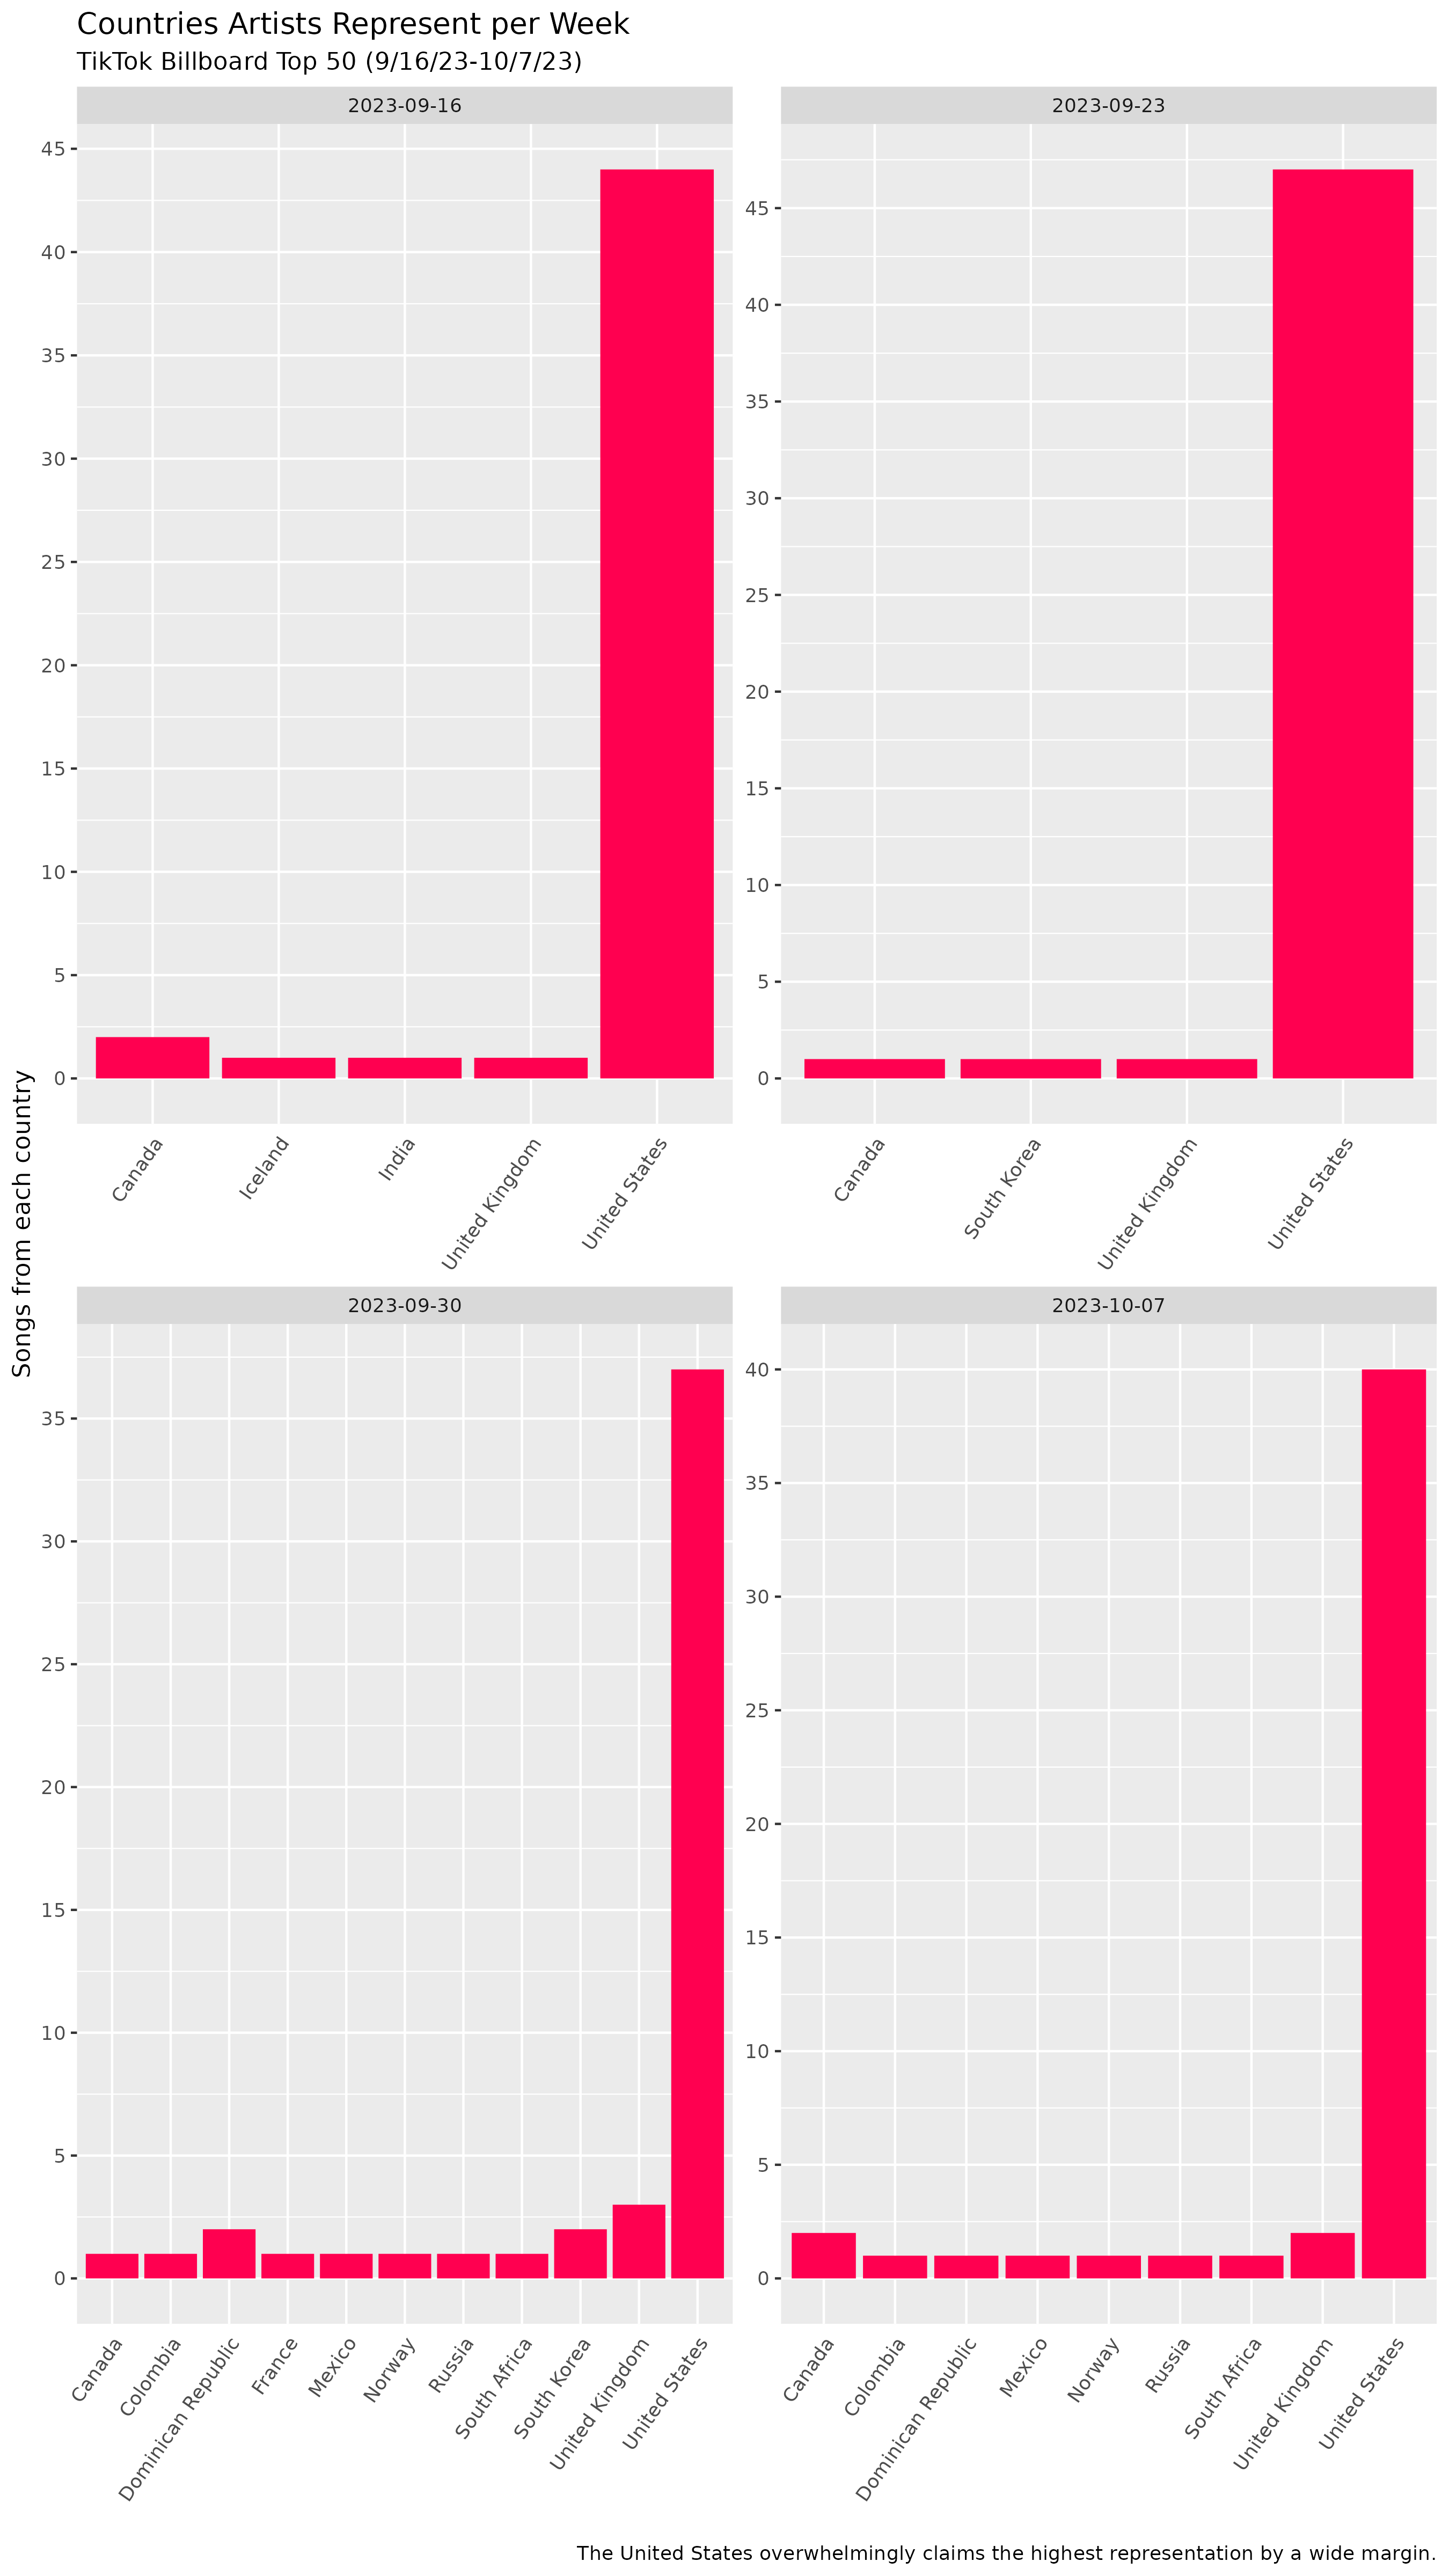 Countries Artists Represent per Week
TikTok Billboard Top 50 (9/16/23-10/7/23)
Songs from each country
2023-09-16
45
40
35
30
25
20
15
10
5
0
Canada
Iceland
India
United Kingdom
United States
2023-09-23
45
40
35
30
25
20
15
10
5
0
Canada
South Korea
United Kingdom
United States
2023-09-30
35
30
25
20
15
10
5
0
Canada
Colombia
Dominican Republic
France
Mexico
Norway
Russia
South Africa
South Korea
United Kingdom
United States
2023-10-07
40
35
30
25
20
15
10
5
0
Canada
Colombia
Dominican Republic
Mexico
Norway
Russia
South Africa
United Kingdom
United States
The United States overwhelmingly claims the highest representation by a wide margin.